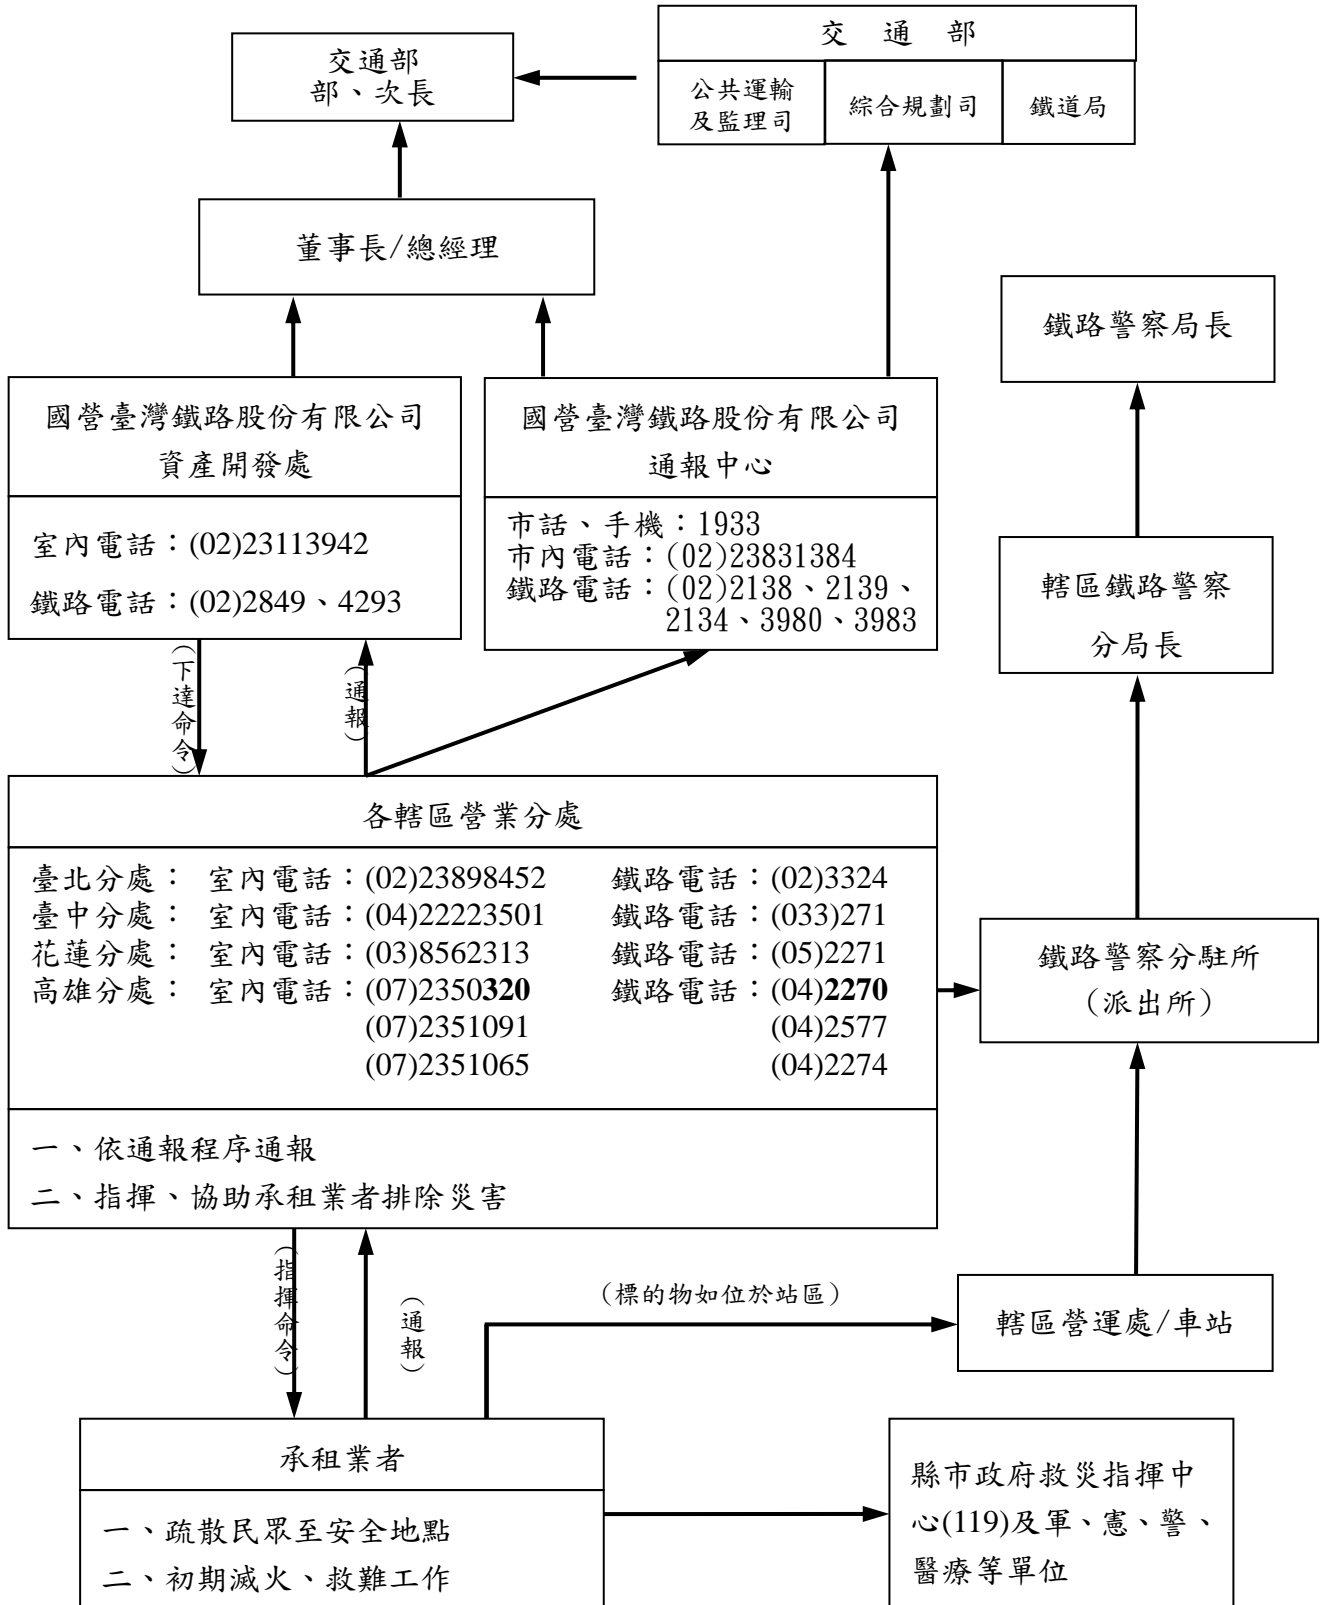 交通部
部、次長
交通部
公共運輸
及監理司
綜合規劃司
鐵道局
董事長/總經理
鐵路警察局長
國營臺灣鐵路股份有限公司
資產開發處
室內電話：(02)23113942
鐵路電話：(02)2849、4293
國營臺灣鐵路股份有限公司
通報中心
市話、手機：1933
市內電話：(02)23831384
鐵路電話：(02)2138、2139、
2134、3980、3983
轄區鐵路警察
分局長
(下達命令)
(通報)
各轄區營業分處
臺北分處： 室內電話：(02)23898452 鐵路電話：(02)3324
臺中分處： 室內電話：(04)22223501 鐵路電話：(033)271
花蓮分處： 室內電話：(03)8562313 鐵路電話：(05)2271
高雄分處： 室內電話：(07)2350320 鐵路電話：(04)2270
(07)2351091 (04)2577
(07)2351065 (04)2274
一、依通報程序通報
二、指揮、協助承租業者排除災害
鐵路警察分駐所
（派出所）
(指揮命令)
(通報)
（標的物如位於站區）
轄區營運處/車站
承租業者
一、疏散民眾至安全地點
二、初期滅火、救難工作
縣市政府救災指揮中
心(119)及軍、憲、警、
醫療等單位